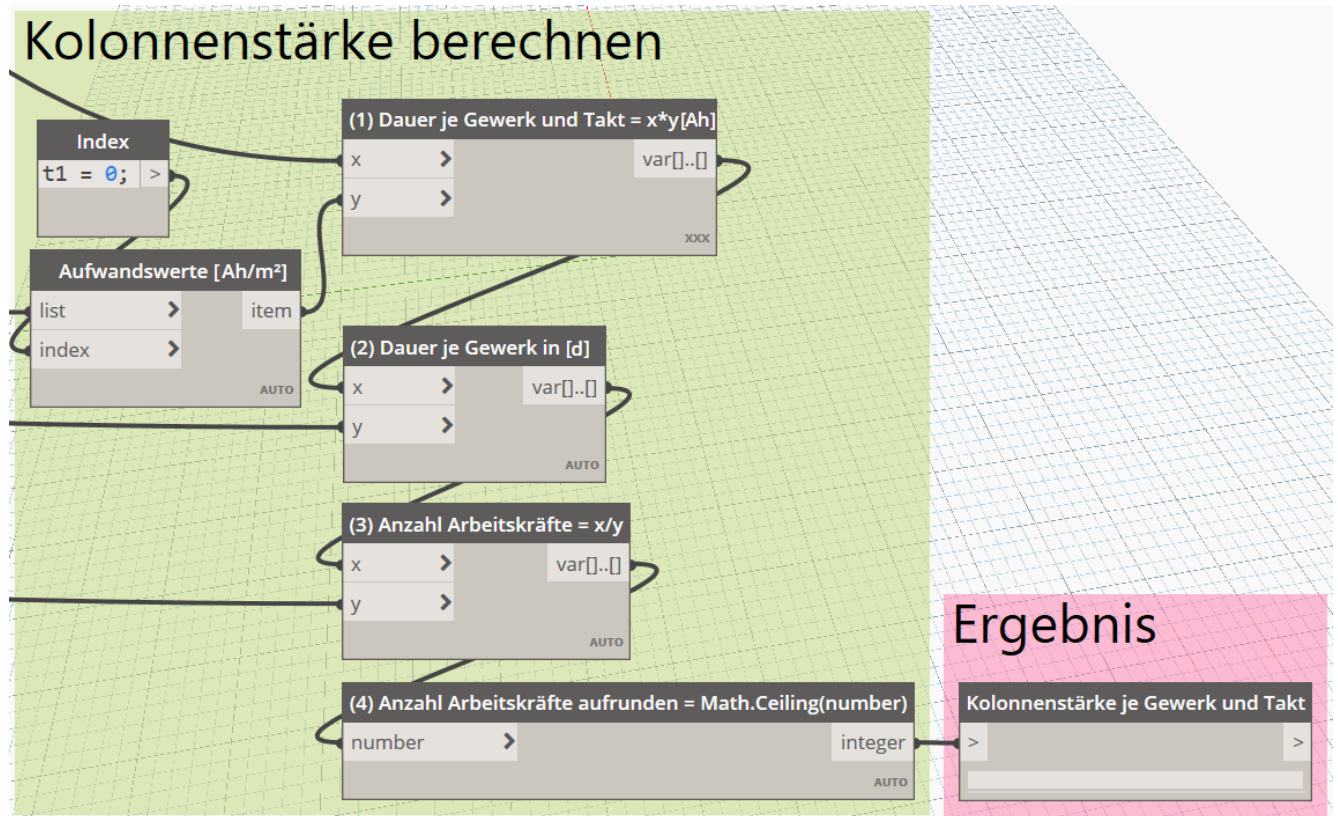 Kolonnenstärke berechnen
Index
t1 = 0; >
Aufwandswerte [Ah/m²]
list > item
index >
AUTO
(1) Dauer je Gewerk und Takt = x*y[Ah]
x > var[]..[]
y >
xxx
(2) Dauer je Gewerk in [d]
x > var[]..[]
y >
AUTO
(3) Anzahl Arbeitskräfte = x/y
x > var[]..[]
y >
AUTO
(4) Anzahl Arbeitskräfte aufrunden = Math.Ceiling(number)
number > integer
AUTO
Ergebnis
Kolonnenstärke je Gewerk und Takt
> >